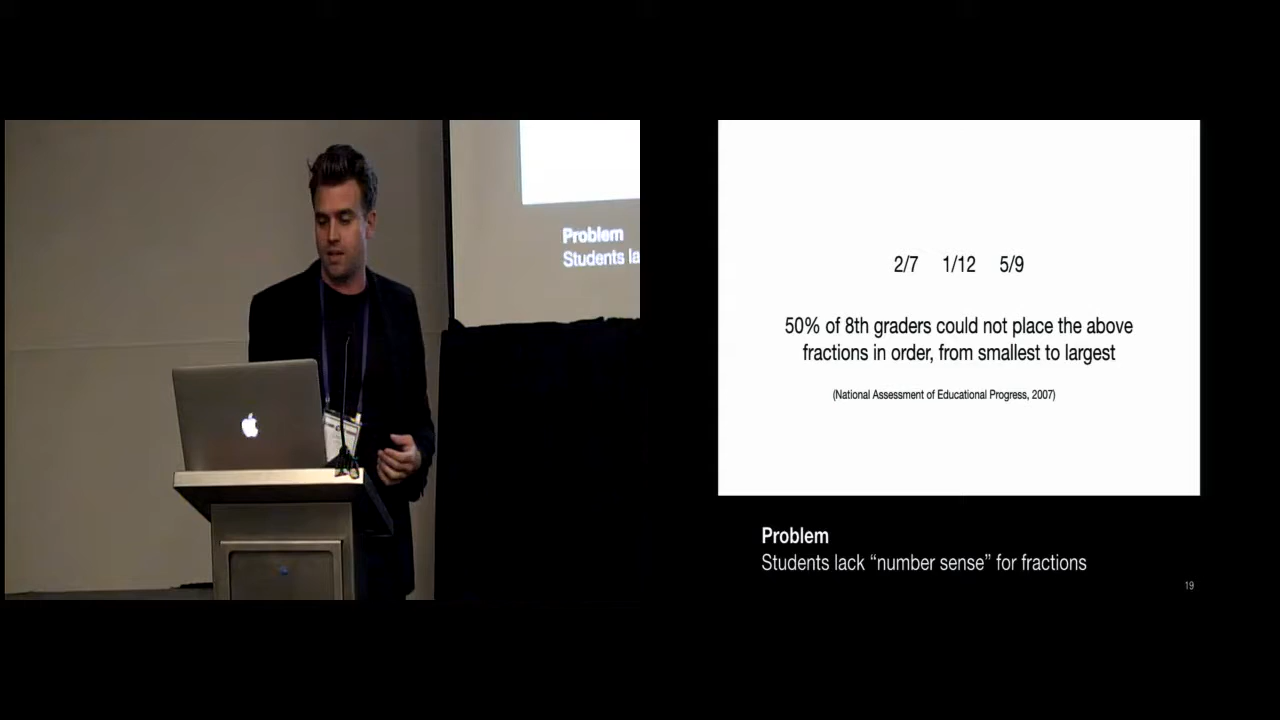 Problem
Students la
2/7 1/12 5/9
50% of 8th graders could not place the above
fractions in order, from smallest to largest
(National Assessment of Educational Progress, 2007)
Problem
Students lack “number sense” for fractions
19